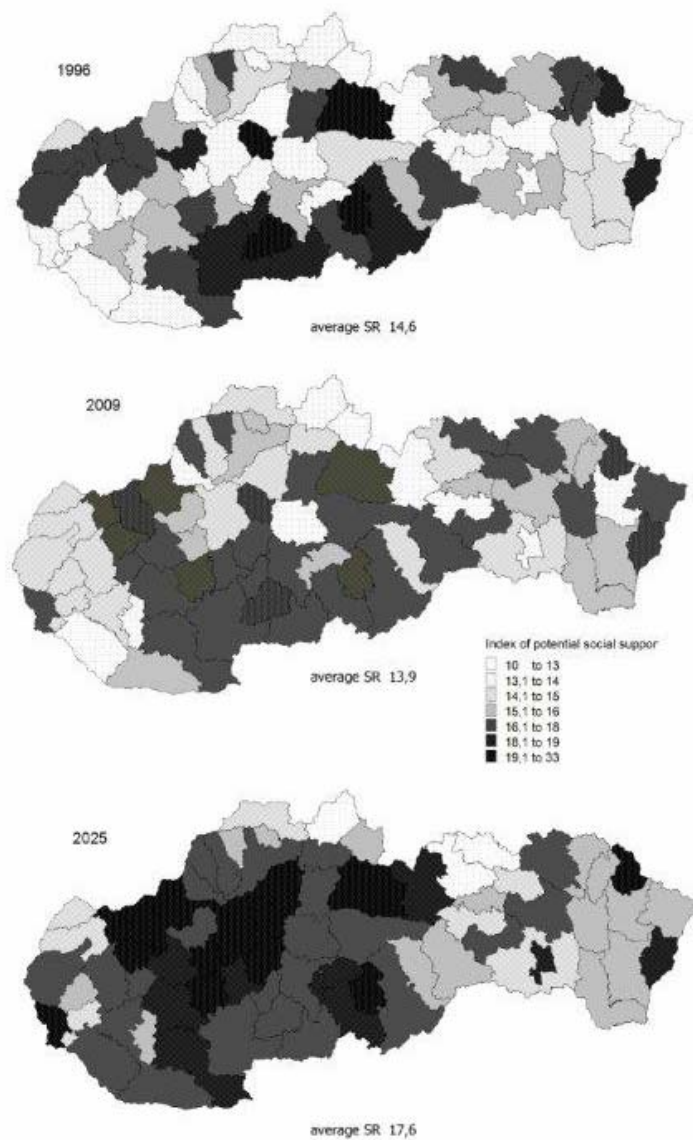 1996
average SR 14,6
2009
Index of potential social suppor
10 to 13
13,1 to 14
14,1 to 15
15,1 to 16
16,1 to 18
18,1 to 19
19,1 to 33
average SR 13,9
2025
average SR 17,6